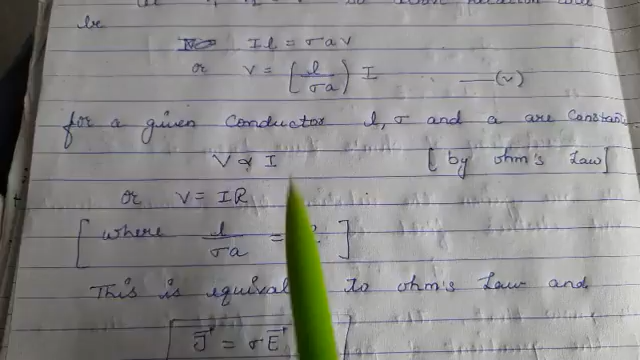 be
Il = σaV
or V = (l/σa) I —(v)
for a given conductor l, σ and a are constant
V ∝ I [by ohm's Law]
or V = IR
[where l/σa = ]
This is equival to ohm's Law and
J⃗ = σE⃗